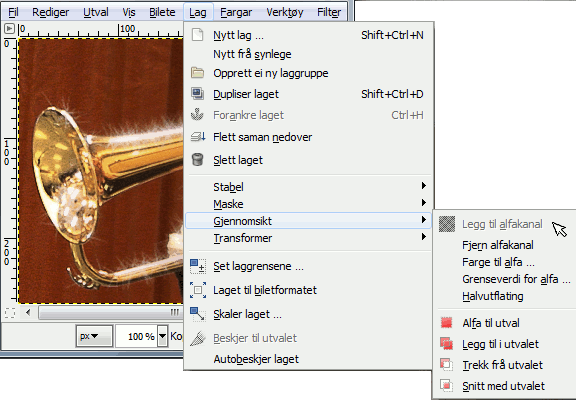 Fil Rediger Utval Vis Bilete Lag Fargar Verktøy Filter
0 100
0
100
200
Nytt lag ... Shift+Ctrl+N
Nytt frå synlege
Opprett ei ny laggruppe
Dupliser laget Shift+Ctrl+D
Forankre laget Ctrl+H
Flett saman nedover
Slett laget
Stabel
Maske
Gjennomsikt
Transformer
Set laggrensene ...
Laget til biletformatet
Skaler laget ...
Beskjer til utvalet
Autobeskjer laget
Legg til alfakanal
Fjern alfakanal
Farge til alfa ...
Grenseverdi for alfa ...
Halvutflating
Alfa til utval
Legg til i utvalet
Trekk frå utvalet
Snitt med utvalet
px 100 % Ko